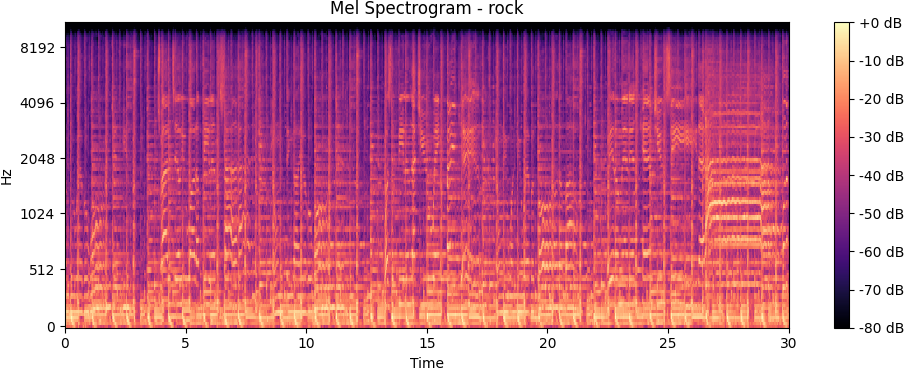 Mel Spectrogram - rock
Hz
8192
4096
2048
1024
512
0
0 5 10 15 20 25 30
Time
+0 dB
-10 dB
-20 dB
-30 dB
-40 dB
-50 dB
-60 dB
-70 dB
-80 dB